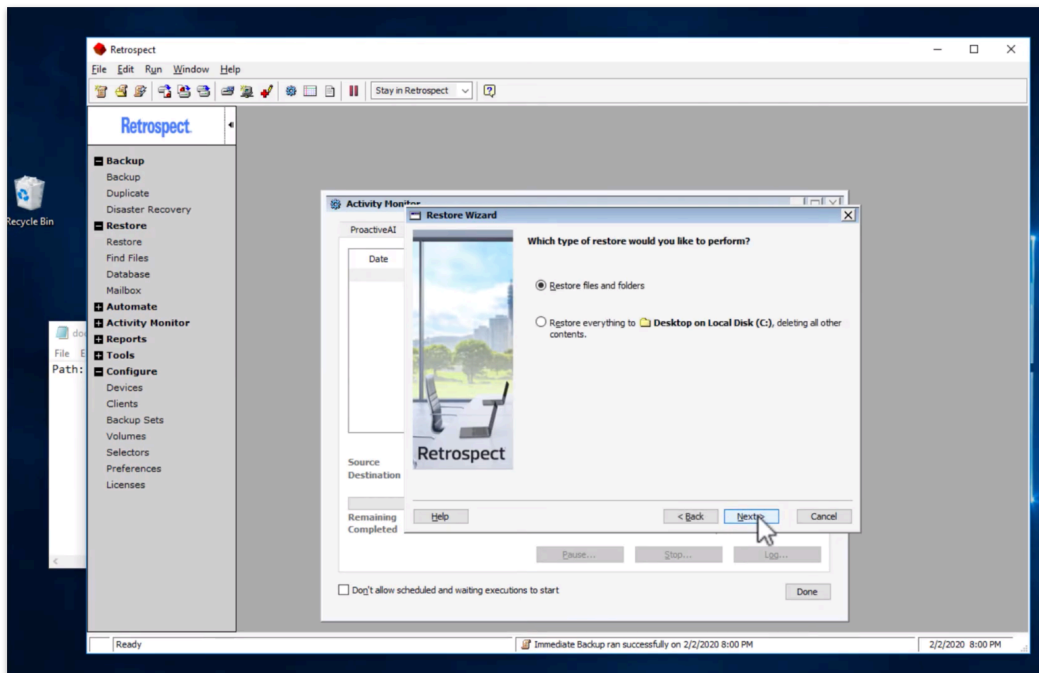 Retrospect
File Edit Run Window Help
Stay in Retrospect
Retrospect
Backup
Backup
Duplicate
Disaster Recovery
Restore
Restore
Find Files
Database
Mailbox
Automate
Activity Monitor
Reports
Tools
Configure
Devices
Clients
Backup Sets
Volumes
Selectors
Preferences
Licenses
Recycle Bin
File
Path:
Activity Monitor
ProactiveAI
Date
Source
Destination
Remaining
Completed
Restore Wizard
Which type of restore would you like to perform?
Restore files and folders
Restore everything to Desktop on Local Disk (C:), deleting all other
contents.
Retrospect
Help < Back Next > Cancel
Pause... Stop... Log...
Don't allow scheduled and waiting executions to start Done
Ready Immediate Backup ran successfully on 2/2/2020 8:00 PM 2/2/2020 8:00 PM